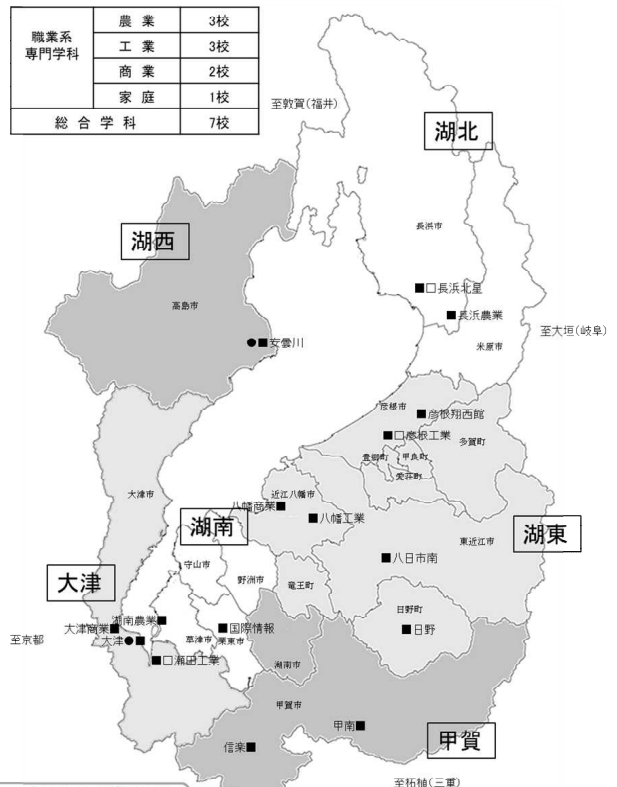 職業系
専門学科
農業 3校
工業 3校
商業 2校
家庭 1校
総合学科 7校
至敦賀(福井)
湖北
長浜市
湖西
■□長浜北星
高島市
■長浜農業
至大垣(岐阜)
●■安曇川
米原市
彦根市
■彦根翔西館
■□彦根工業
多賀町
豊郷町 甲良町
愛荘町
大津市
近江八幡市
八幡商業■
■八幡工業
湖南
湖東
東近江市
守山市
■八日市南
大津
野洲市
竜王町
日野町
湖南農業■
大津商業■
■国際情報
■日野
至京都
大津●■
草津市
栗東市
■□瀬田工業
湖南市
甲賀市
甲南■
甲賀
信楽■
至柘植(三重)